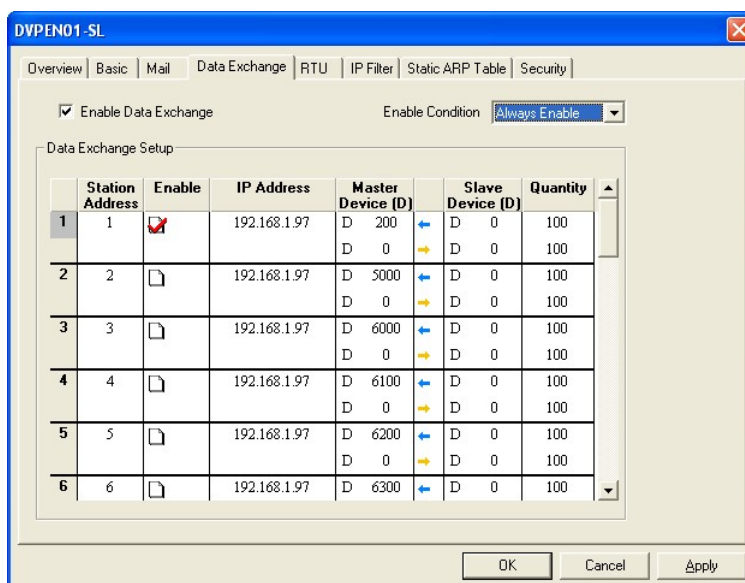 DVPEN01-SL
Overview Basic Mail Data Exchange RTU IP Filter Static ARP Table Security
Enable Data Exchange Enable Condition Always Enable
Data Exchange Setup
Station Address Enable IP Address Master Device (D) Slave Device (D) Quantity
1 1 192.168.1.97 D 200 D 0 100
D 0 D 0 100
2 2 192.168.1.97 D 5000 D 0 100
D 0 D 0 100
3 3 192.168.1.97 D 6000 D 0 100
D 0 D 0 100
4 4 192.168.1.97 D 6100 D 0 100
D 0 D 0 100
5 5 192.168.1.97 D 6200 D 0 100
D 0 D 0 100
6 6 192.168.1.97 D 6300 D 0 100
OK Cancel Apply